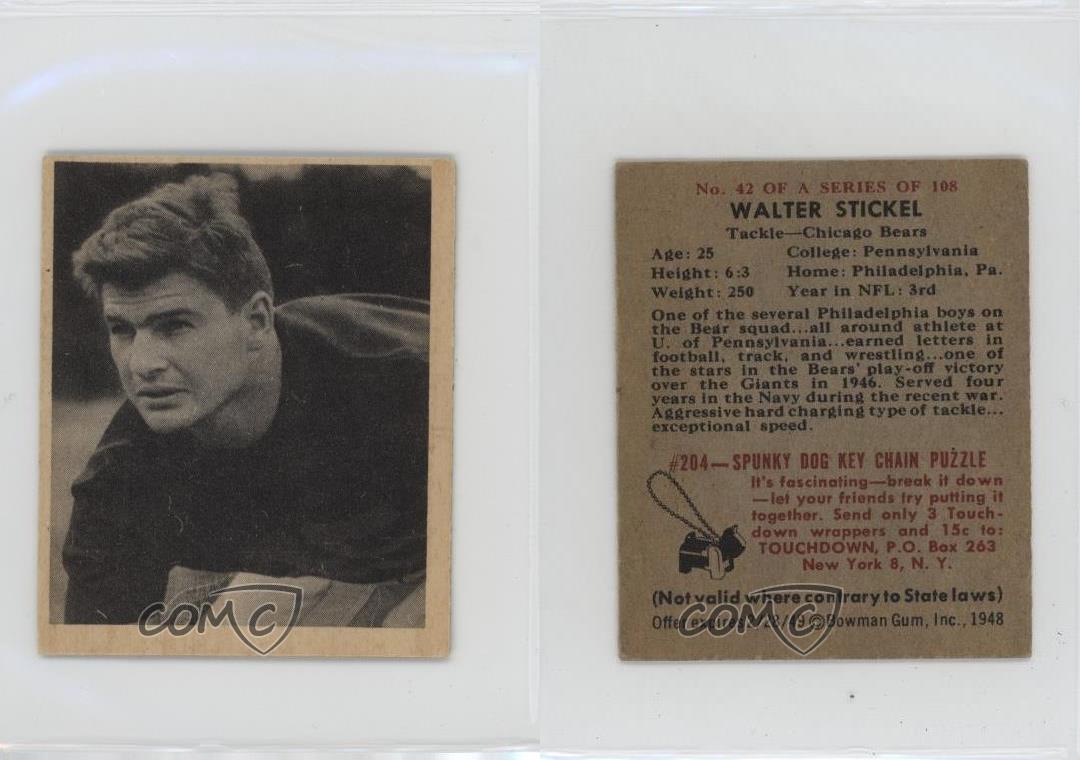 No. 42 OF A SERIES OF 108
WALTER STICKEL
Tackle—Chicago Bears
Age: 25 College: Pennsylvania
Height: 6:3 Home: Philadelphia, Pa.
Weight: 250 Year in NFL: 3rd
One of the several Philadelphia boys on
the Bear squad...all around athlete at
U. of Pennsylvania...earned letters in
football, track, and wrestling...one of
the stars in the Bears' play-off victory
over the Giants in 1946. Served four
years in the Navy during the recent war.
Aggressive hard charging type of tackle...
exceptional speed.
#204—SPUNKY DOG KEY CHAIN PUZZLE
It's fascinating—break it down
—let your friends try putting it
together. Send only 3 Touch-
down wrappers and 15c to:
TOUCHDOWN, P.O. Box 263
New York 8, N. Y.
(Not valid where contrary to State laws)
Offer expires /22/49 © Bowman Gum, Inc., 1948
COMC
COMC